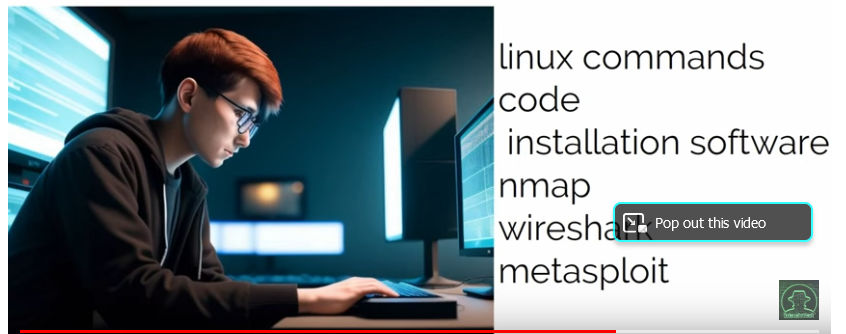 linux commands
code
installation software
nmap
wireshark
Pop out this video
metasploit